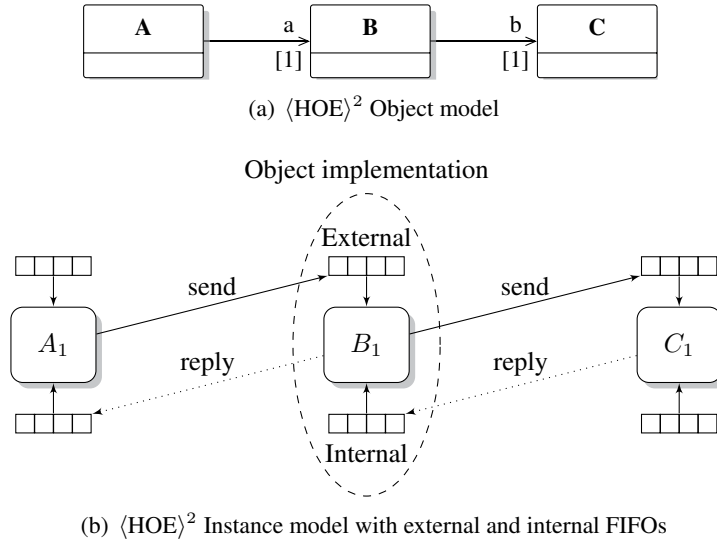 A a B b C
[1] [1]
(a) ⟨HOE⟩² Object model
Object implementation
External
send send
A₁ B₁ C₁
reply reply
Internal
(b) ⟨HOE⟩² Instance model with external and internal FIFOs